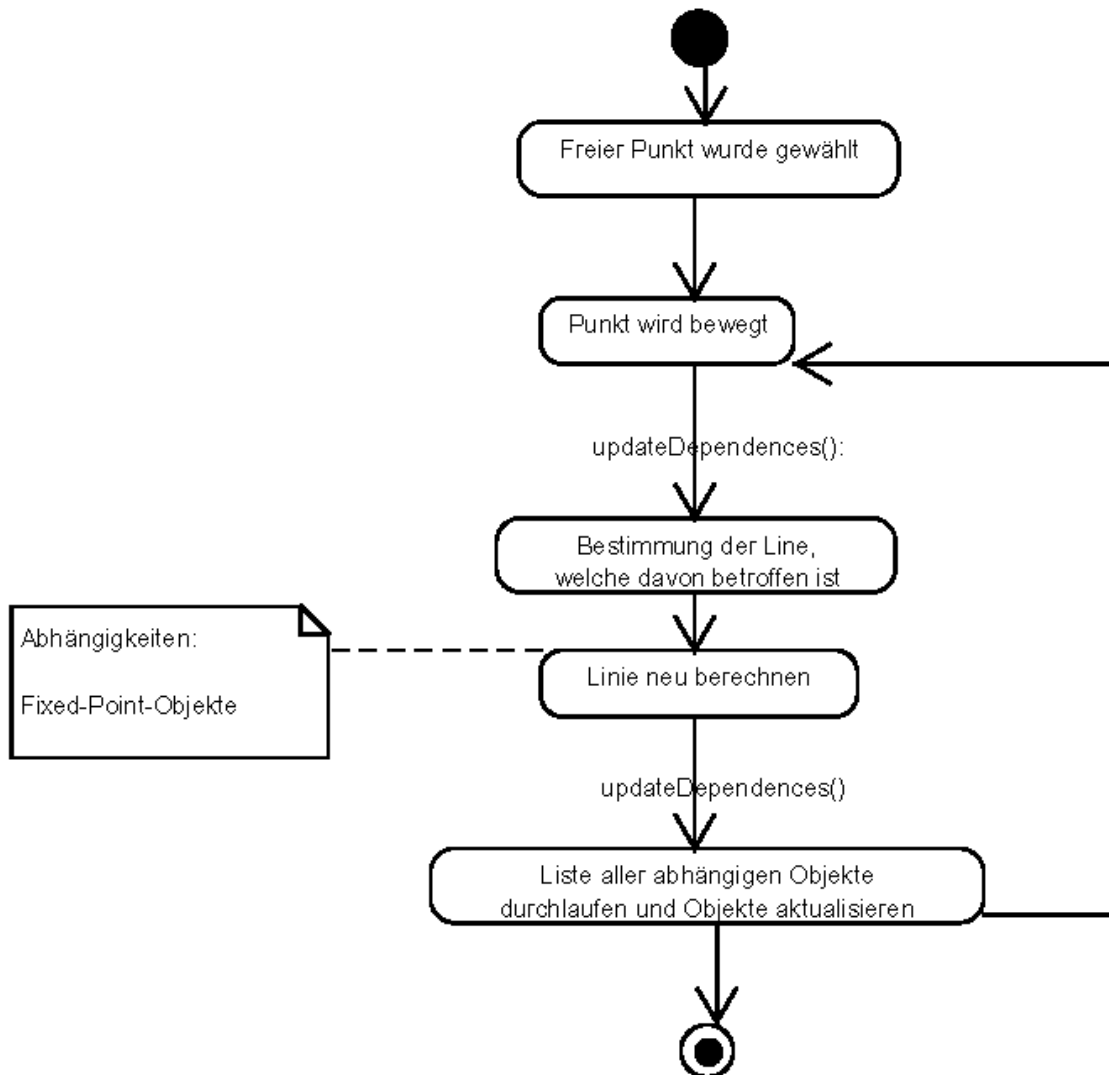 Freier Punkt wurde gewählt
Punkt wird bewegt
updateDependences():
Bestimmung der Line,
welche davon betroffen ist
Abhängigkeiten:
Fixed-Point-Objekte
Linie neu berechnen
updateDependences()
Liste aller abhängigen Objekte
durchlaufen und Objekte aktualisieren